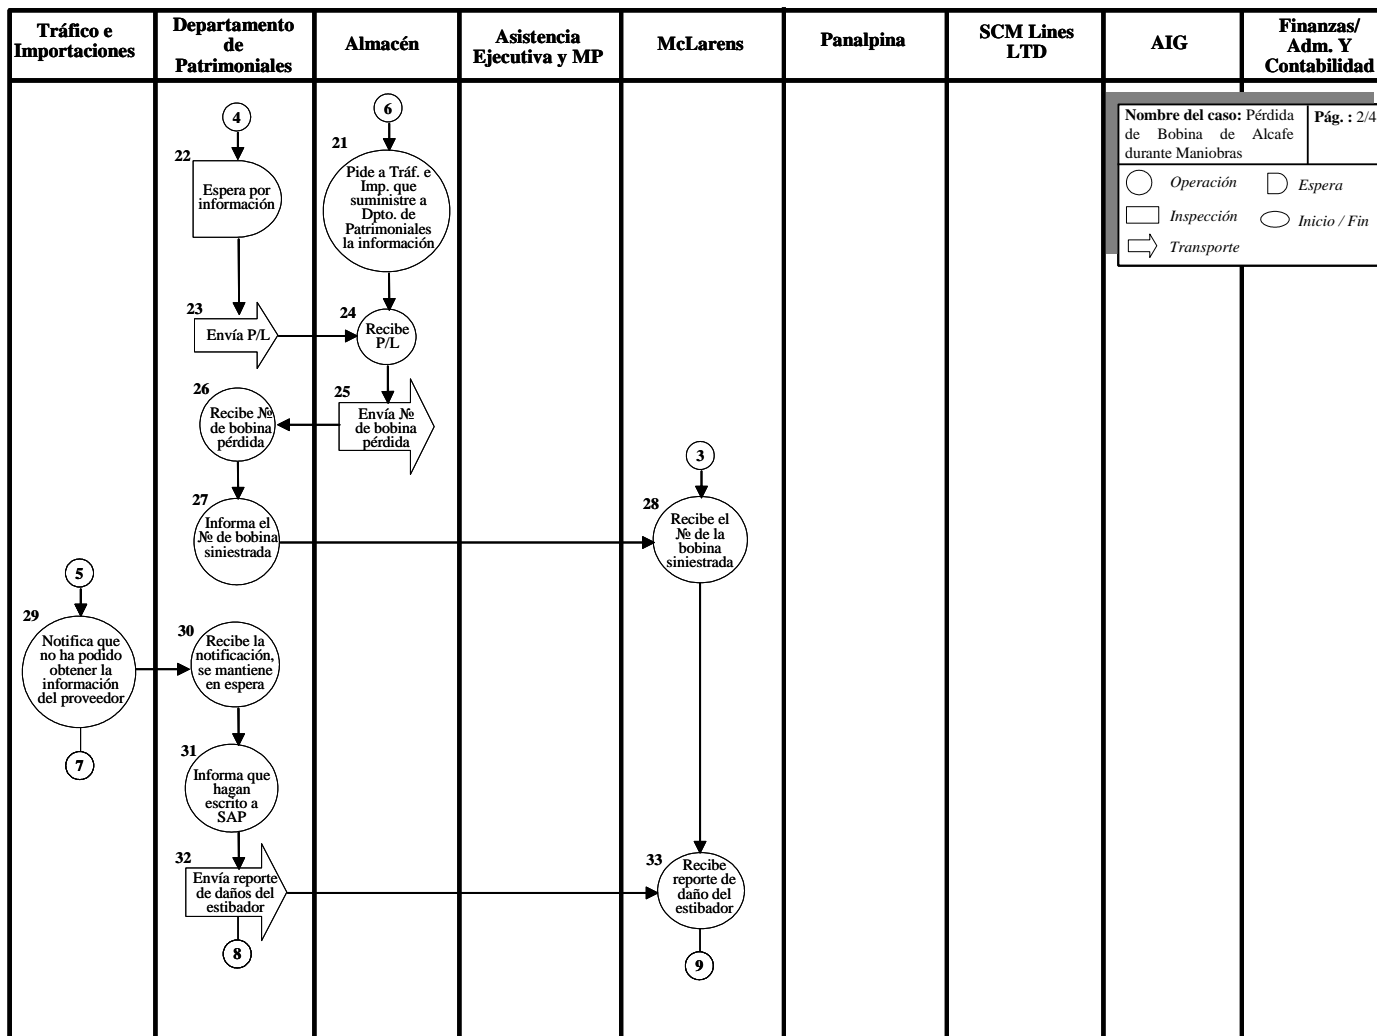 Tráfico e
Importaciones
Departamento
de
Patrimoniales
Almacén
Asistencia
Ejecutiva y MP
McLarens
Panalpina
SCM Lines
LTD
AIG
Finanzas/
Adm. Y
Contabilidad
Nombre del caso: Pérdida
de Bobina de Alcafe
durante Maniobras
Pág. : 2/4
Operación
Espera
Inspección
Inicio / Fin
Transporte
4
6
21
Pide a Tráf. e
Imp. que
suministre a
Dpto. de
Patrimoniales
la información
22
Espera por
información
23
Envía P/L
24
Recibe
P/L
25
Envía №
de bobina
pérdida
26
Recibe №
de bobina
pérdida
3
27
Informa el
№ de bobina
siniestrada
28
Recibe el
№ de la
bobina
siniestrada
5
29
Notifica que
no ha podido
obtener la
información
del proveedor
30
Recibe la
notificación,
se mantiene
en espera
7
31
Informa que
hagan
escrito a
SAP
32
Envía reporte
de daños del
estibador
33
Recibe
reporte de
daño del
estibador
8
9